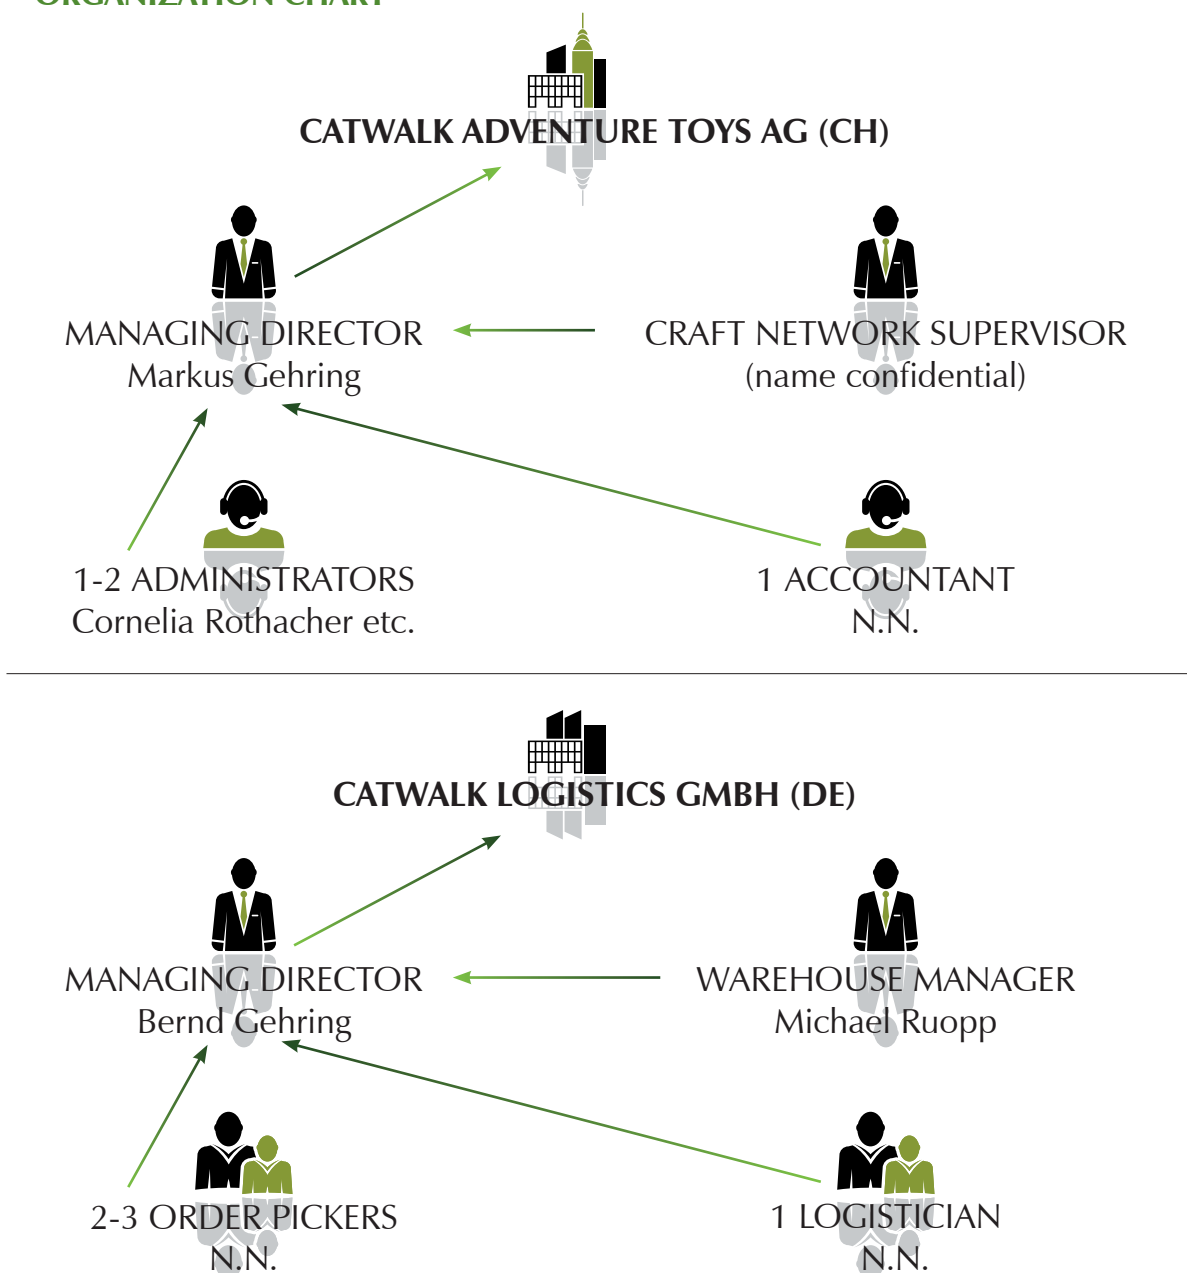 ORGANIZATION CHART
CATWALK ADVENTURE TOYS AG (CH)
MANAGING DIRECTOR
Markus Gehring
CRAFT NETWORK SUPERVISOR
(name confidential)
1-2 ADMINISTRATORS
Cornelia Rothacher etc.
1 ACCOUNTANT
N.N.
CATWALK LOGISTICS GMBH (DE)
MANAGING DIRECTOR
Bernd Gehring
WAREHOUSE MANAGER
Michael Ruopp
2-3 ORDER PICKERS
N.N.
1 LOGISTICIAN
N.N.